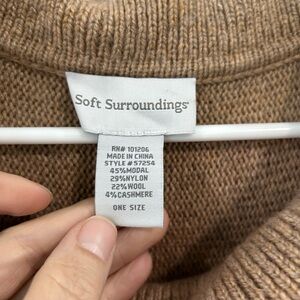 Soft Surroundings®
RN# 101206
MADE IN CHINA
STYLE # 57254
45%MODAL
29%NYLON
22%WOOL
4%CASHMERE
ONE SIZE